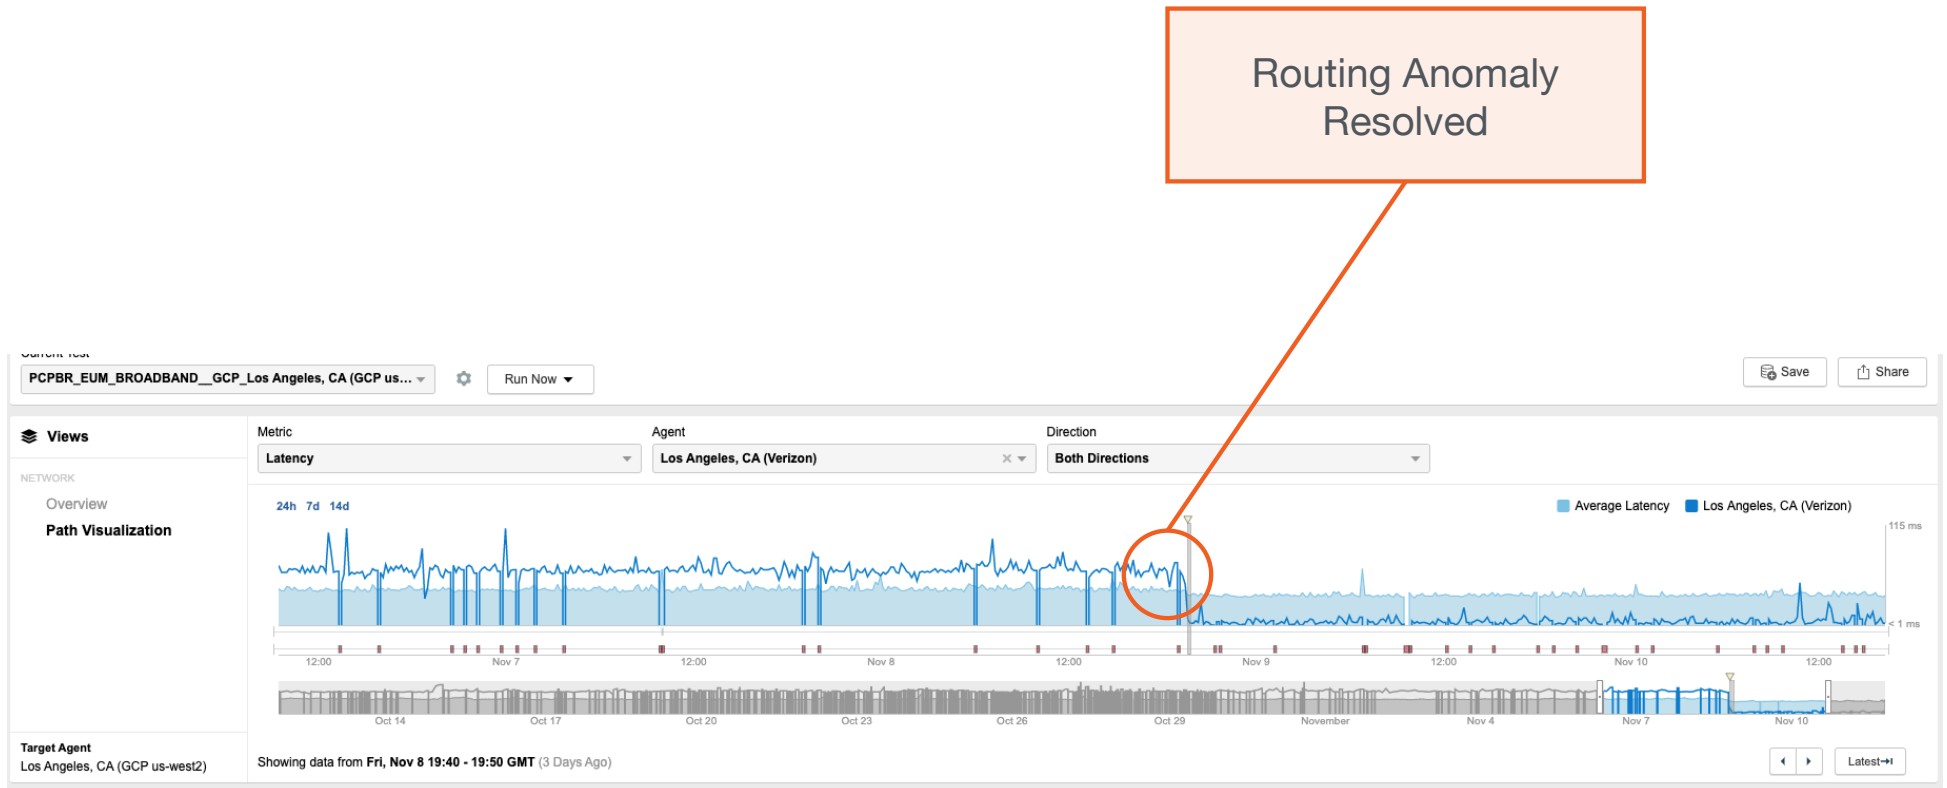 Routing Anomaly
Resolved
Current Test
PCPBR_EUM_BROADBAND__GCP_Los Angeles, CA (GCP us...
Run Now
Save
Share
Views
Metric
Agent
Direction
Latency
Los Angeles, CA (Verizon)
Both Directions
NETWORK
Overview
Path Visualization
24h 7d 14d
Average Latency
Los Angeles, CA (Verizon)
115 ms
< 1 ms
12:00 Nov 7 12:00 Nov 8 12:00 Nov 9 12:00 Nov 10 12:00
Oct 14 Oct 17 Oct 20 Oct 23 Oct 26 Oct 29 November Nov 4 Nov 7 Nov 10
Target Agent
Los Angeles, CA (GCP us-west2)
Showing data from Fri, Nov 8 19:40 - 19:50 GMT (3 Days Ago)
Latest